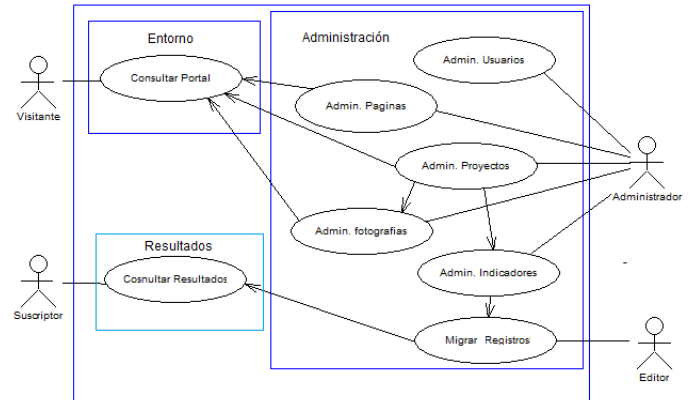 Entorno
Administración
Admin. Usuarios
Consultar Portal
Admin. Paginas
Visitante
Admin. Proyectos
Administrador
Admin. fotografias
Resultados
Cosnultar Resultados
Admin. Indicadores
Suscriptor
Migrar Registros
Editor